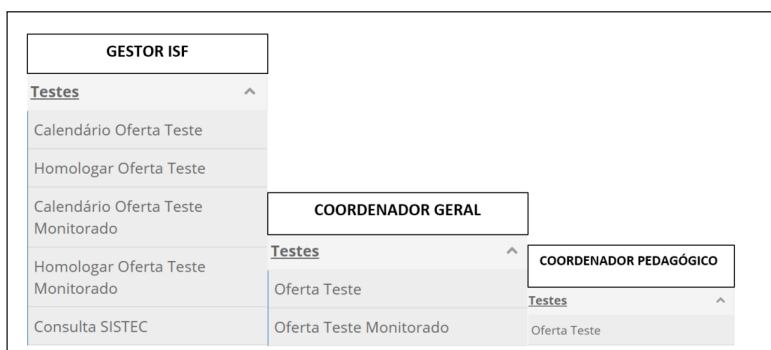 GESTOR ISF
Testes
Calendário Oferta Teste
Homologar Oferta Teste
Calendário Oferta Teste
Monitorado
Homologar Oferta Teste
Monitorado
Consulta SISTEC
COORDENADOR GERAL
Testes
Oferta Teste
Oferta Teste Monitorado
COORDENADOR PEDAGÓGICO
Testes
Oferta Teste